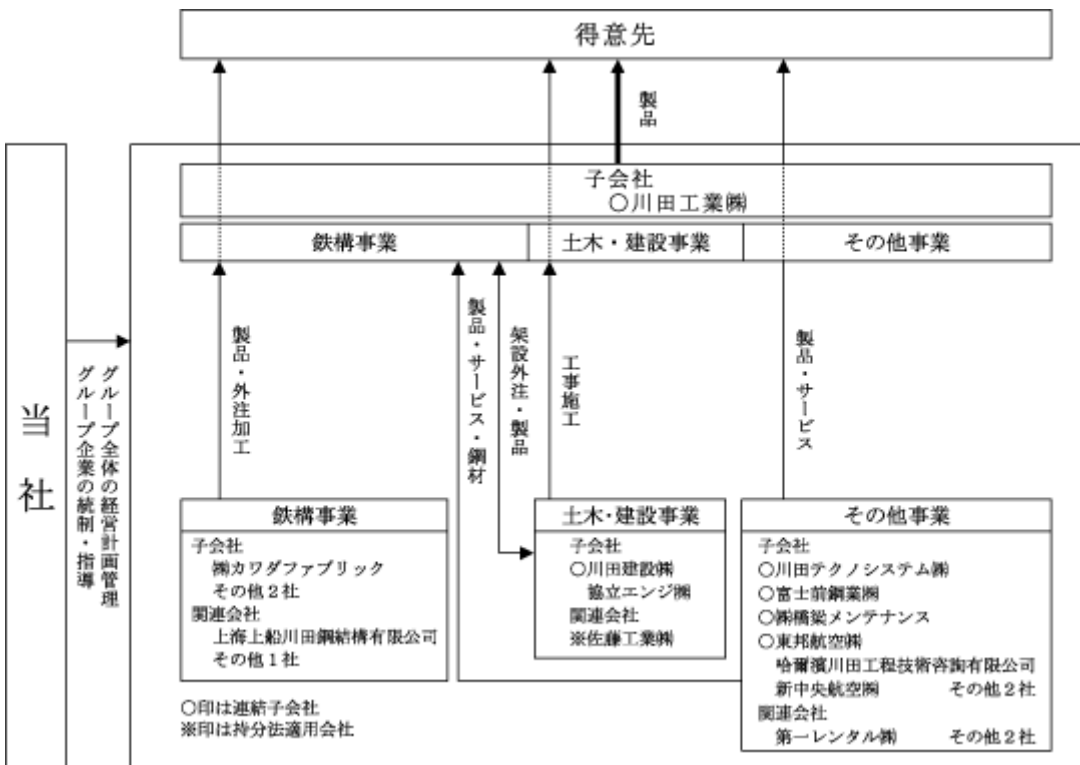 得意先
製品
子会社
○川田工業㈱
鉄構事業
土木・建設事業
その他事業
製品・外注加工
製品・サービス・鋼材
架設外注・製品
工事施工
製品・サービス
当社
グループ全体の経営計画管理
グループ企業の統制・指導
鉄構事業
子会社
㈱カワダファブリック
その他2社
関連会社
上海上船川田鋼結構有限公司
その他1社
土木・建設事業
子会社
○川田建設㈱
協立エンジ㈱
関連会社
※佐藤工業㈱
その他事業
子会社
○川田テクノシステム㈱
○富士前鋼業㈱
○㈱橋梁メンテナンス
○東邦航空㈱
哈爾濱川田工程技術咨詢有限公司
新中央航空㈱ その他2社
関連会社
第一レンタル㈱ その他2社
○印は連結子会社
※印は持分法適用会社